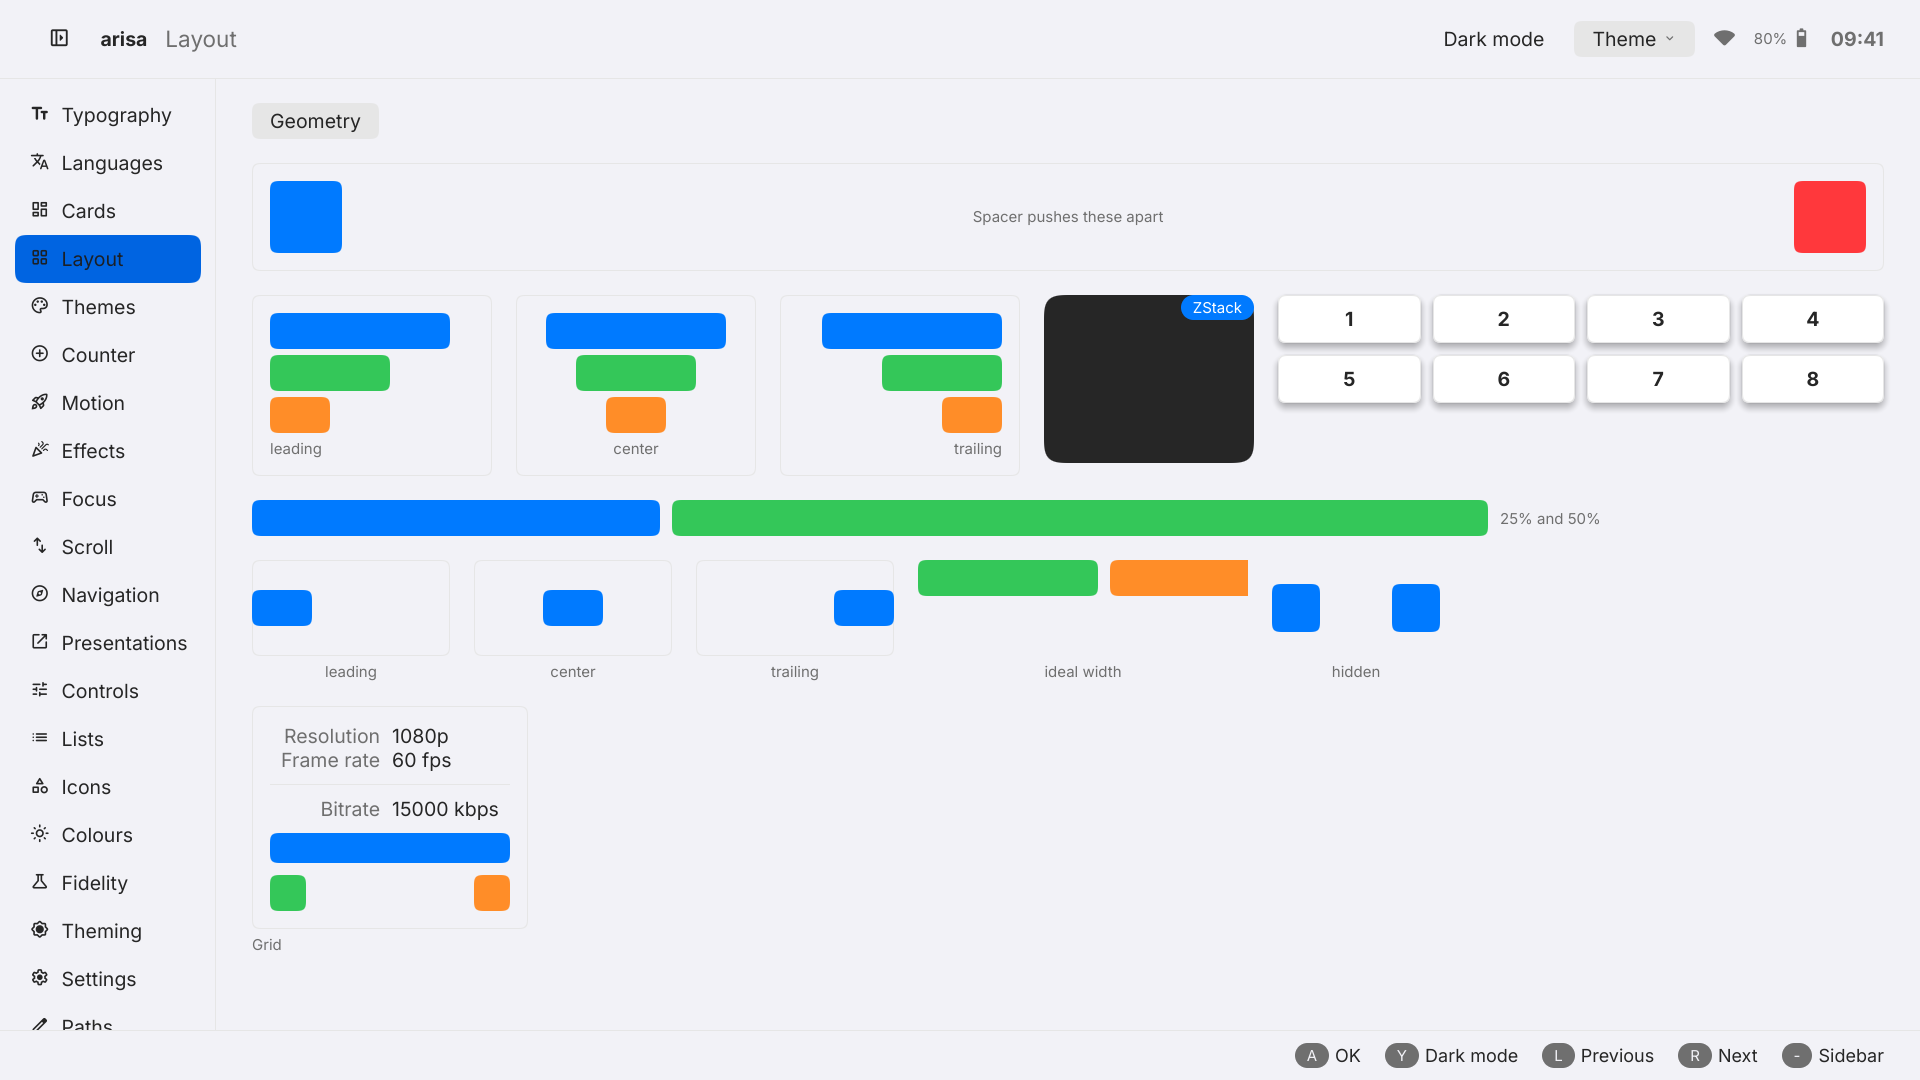 arisa Layout
Dark mode
Theme
80%
09:41
Typography
Languages
Cards
Layout
Themes
Counter
Motion
Effects
Focus
Scroll
Navigation
Presentations
Controls
Lists
Icons
Colours
Fidelity
Theming
Settings
Paths
Geometry
Spacer pushes these apart
leading
center
trailing
ZStack
1 2 3 4
5 6 7 8
25% and 50%
leading
center
trailing
ideal width
hidden
Resolution 1080p
Frame rate 60 fps
Bitrate 15000 kbps
Grid
A OK
Y Dark mode
L Previous
R Next
- Sidebar